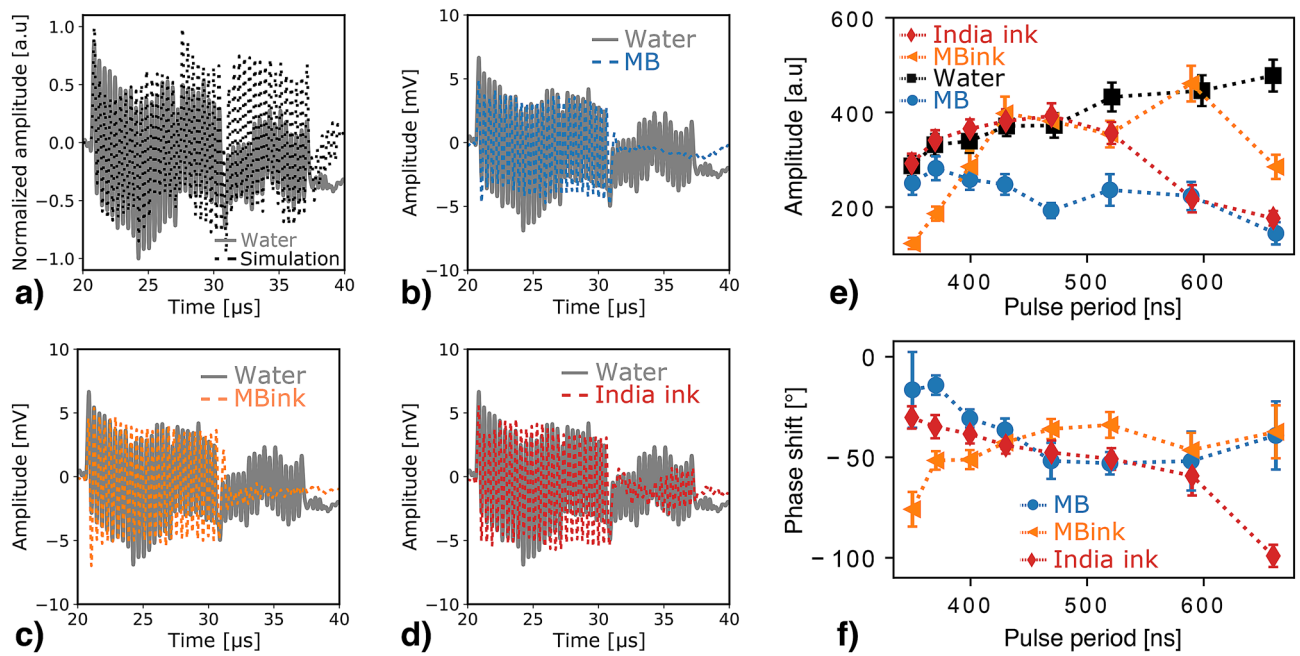 1.0
0.5
0.0
−0.5
−1.0
Normalized amplitude [a.u]
Water
Simulation
20 25 30 35 40
Time [μs]
a)
10
5
0
−5
−10
Amplitude [mV]
Water
MB
20 25 30 35 40
Time [μs]
b)
600
400
200
Amplitude [a.u]
India ink
MBink
Water
MB
400 500 600
Pulse period [ns]
e)
10
5
0
−5
−10
Amplitude [mV]
Water
MBink
20 25 30 35 40
Time [μs]
c)
10
5
0
−5
−10
Amplitude [mV]
Water
India ink
20 25 30 35 40
Time [μs]
d)
0
−50
−100
Phase shift [°]
MB
MBink
India ink
400 500 600
Pulse period [ns]
f)